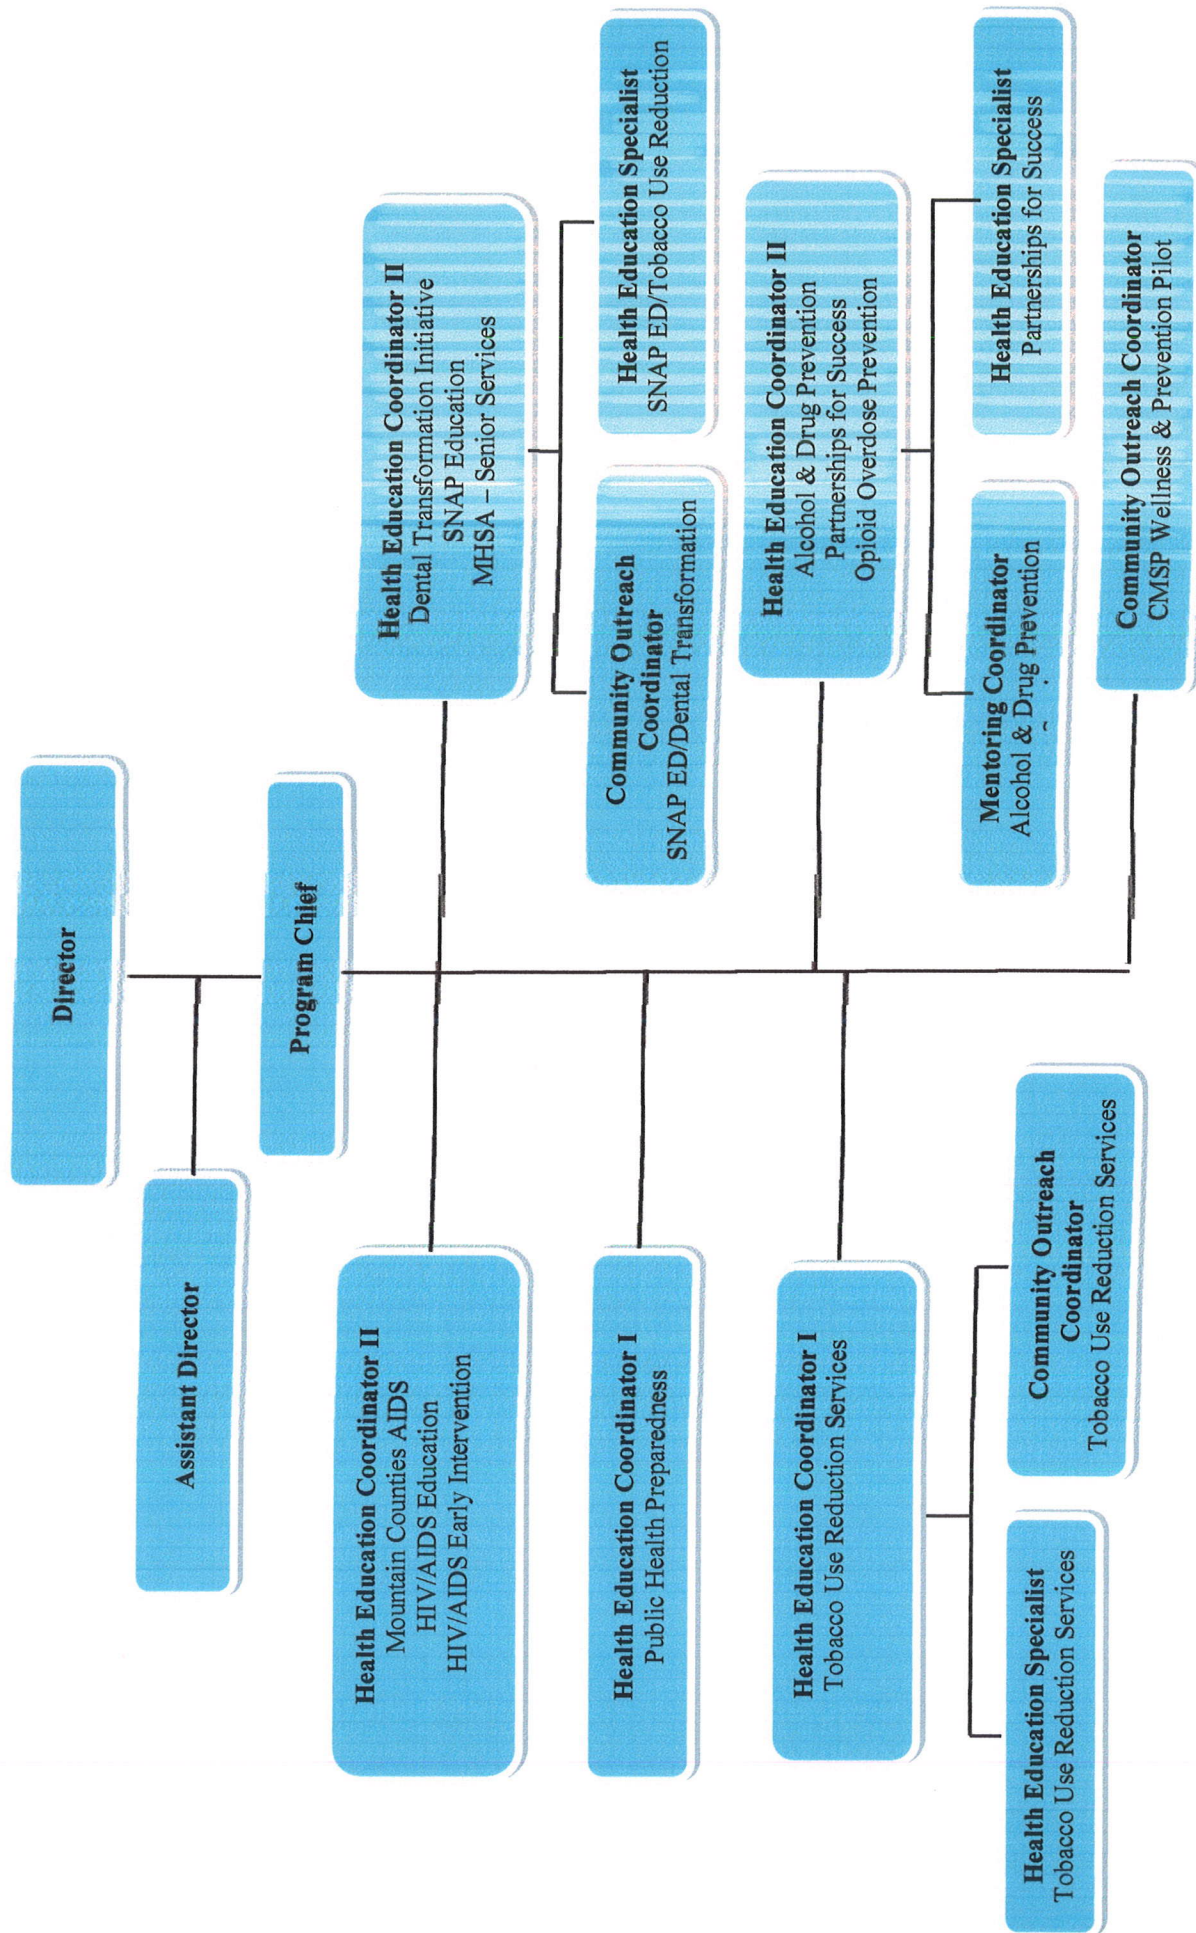 Director
Assistant Director
Program Chief
Health Education Coordinator II
Mountain Counties AIDS
HIV/AIDS Education
HIV/AIDS Early Intervention
Health Education Coordinator II
Dental Transformation Initiative
SNAP Education
MHSA – Senior Services
Community Outreach
Coordinator
SNAP ED/Dental Transformation
Health Education Specialist
SNAP ED/Tobacco Use Reduction
Health Education Coordinator I
Public Health Preparedness
Health Education Coordinator I
Tobacco Use Reduction Services
Health Education Specialist
Tobacco Use Reduction Services
Community Outreach
Coordinator
Tobacco Use Reduction Services
Health Education Coordinator II
Alcohol & Drug Prevention
Partnerships for Success
Opioid Overdose Prevention
Mentoring Coordinator
Alcohol & Drug Prevention
Health Education Specialist
Partnerships for Success
Community Outreach Coordinator
CMSP Wellness & Prevention Pilot